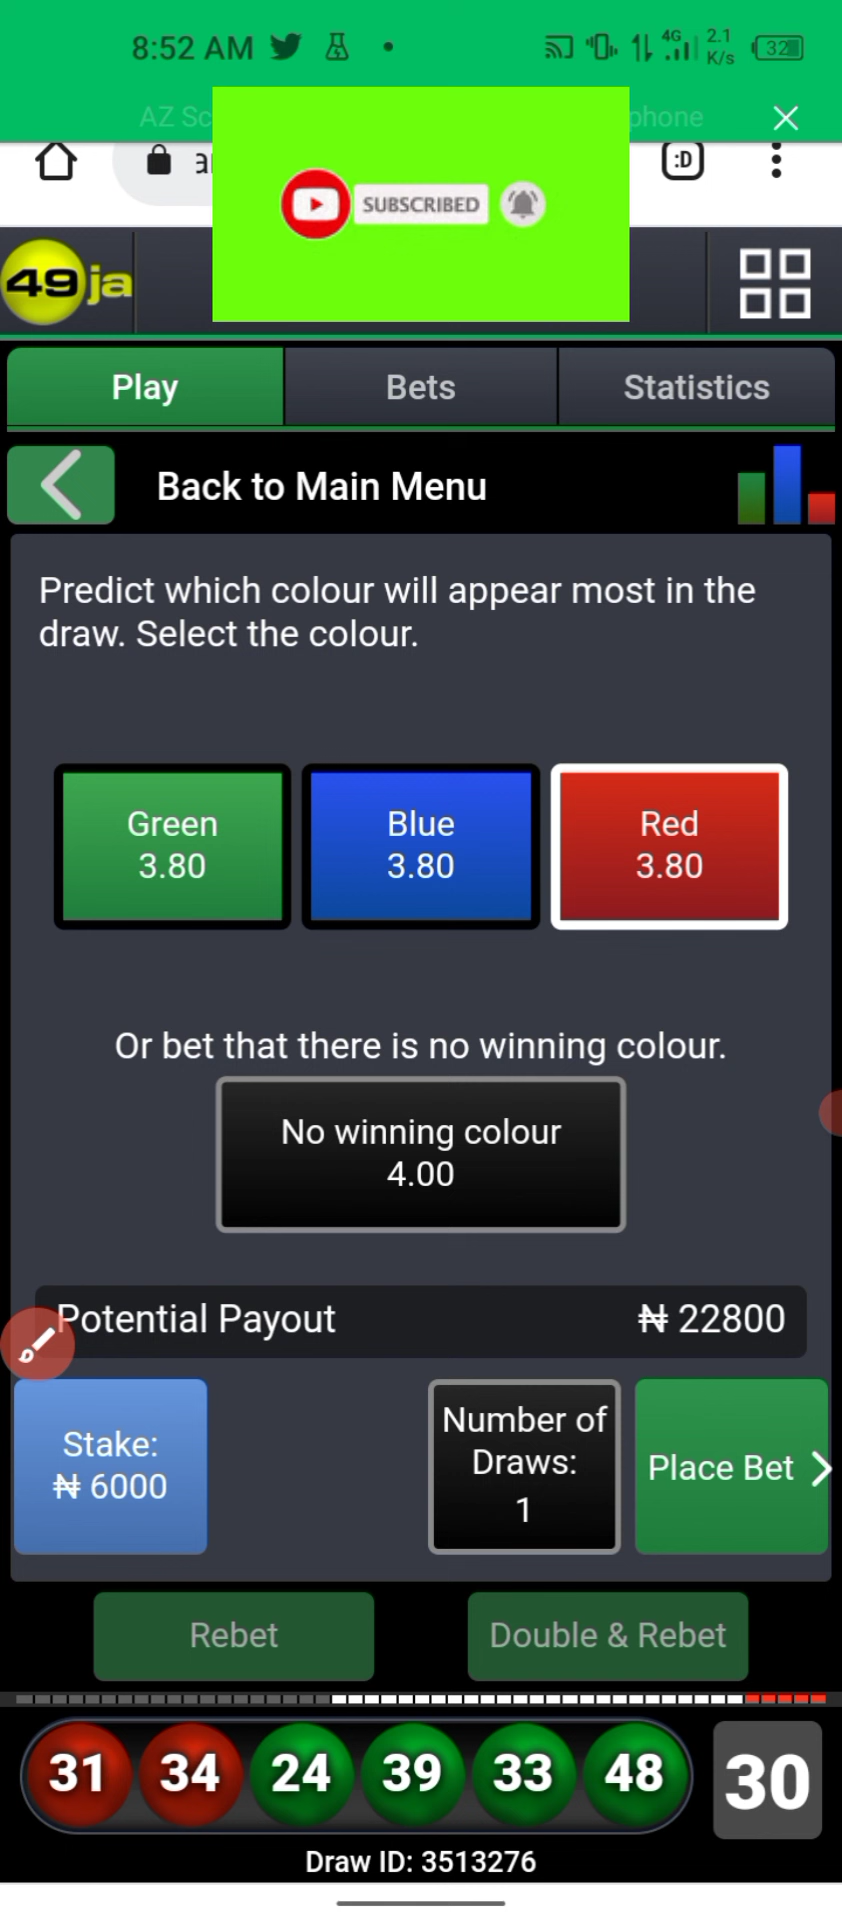 8:52 AM
4G 2.1 K/s 32
AZ Sc phone
:D
SUBSCRIBED
49ja
Play Bets Statistics
Back to Main Menu
Predict which colour will appear most in the
draw. Select the colour.
Green Blue Red
3.80 3.80 3.80
Or bet that there is no winning colour.
No winning colour
4.00
Potential Payout ₦ 22800
Stake:
₦ 6000
Number of
Draws:
1
Place Bet
Rebet Double & Rebet
31 34 24 39 33 48 30
Draw ID: 3513276